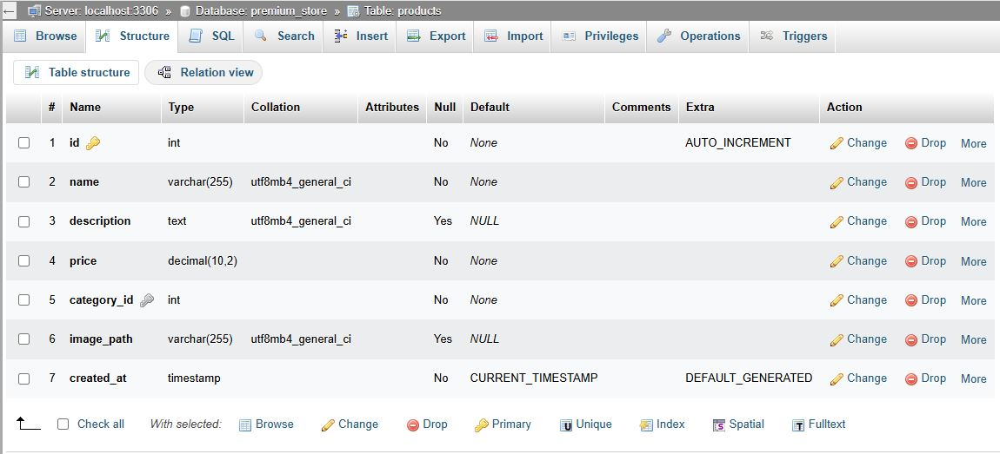 Server: localhost:3306 » Database: premium_store » Table: products
Browse Structure SQL Search Insert Export Import Privileges Operations Triggers
Table structure Relation view
# Name Type Collation Attributes Null Default Comments Extra Action
1 id int No None AUTO_INCREMENT Change Drop More
2 name varchar(255) utf8mb4_general_ci No None Change Drop More
3 description text utf8mb4_general_ci Yes NULL Change Drop More
4 price decimal(10,2) No None Change Drop More
5 category_id int No None Change Drop More
6 image_path varchar(255) utf8mb4_general_ci Yes NULL Change Drop More
7 created_at timestamp No CURRENT_TIMESTAMP DEFAULT_GENERATED Change Drop More
Check all With selected: Browse Change Drop Primary U Unique Index S Spatial T Fulltext